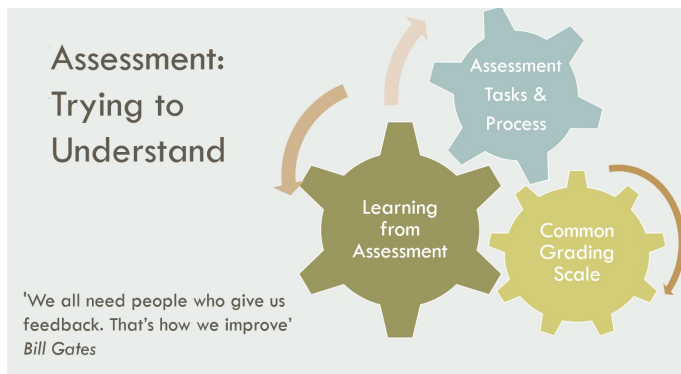 Assessment:
Trying to
Understand
Assessment
Tasks &
Process
Learning
from
Assessment
Common
Grading
Scale
'We all need people who give us
feedback. That’s how we improve’
Bill Gates